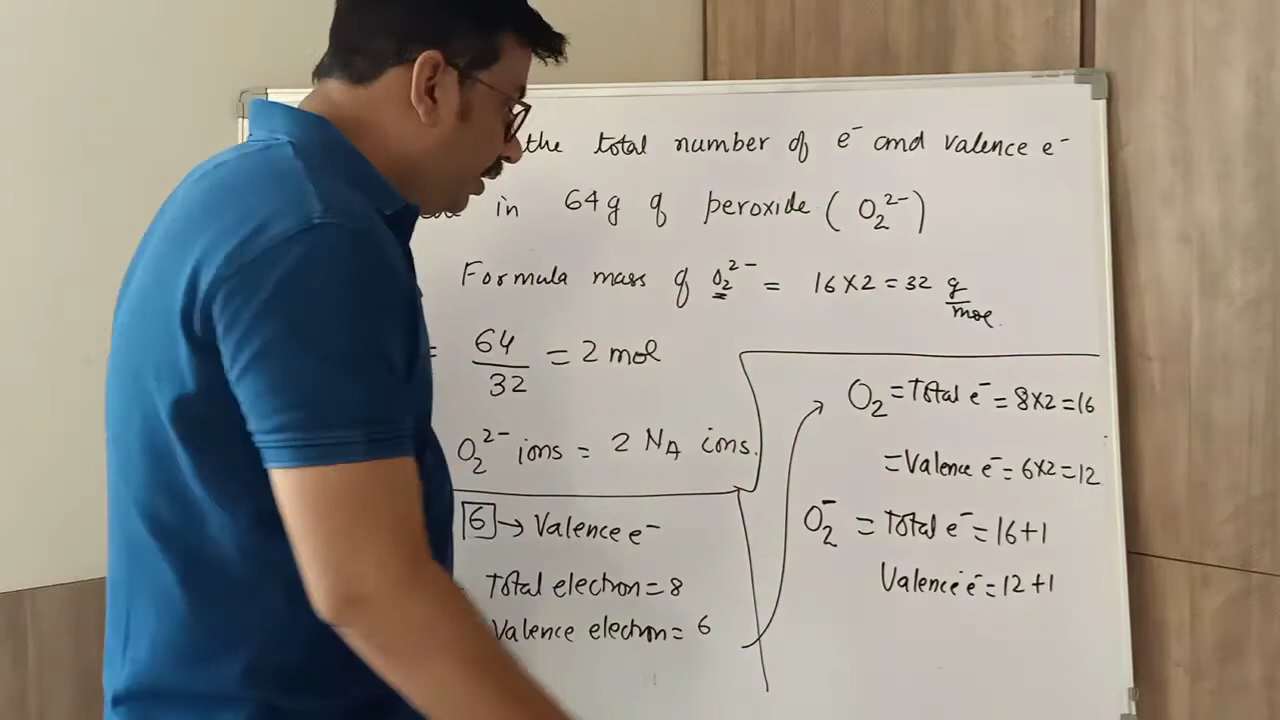 the total number of e⁻ and valence e⁻
in 64g of peroxide (O₂²⁻)
Formula mass of O₂²⁻ = 16×2=32 g/mol
= 64/32 = 2 mol
O₂²⁻ ions = 2 NA ions.
6 → Valence e⁻
Total electron=8
Valence electron= 6
O₂ = Total e⁻ = 8×2=16
=Valence e⁻= 6×2=12
O₂⁻ = Total e⁻ = 16+1
Valence e⁻ = 12+1